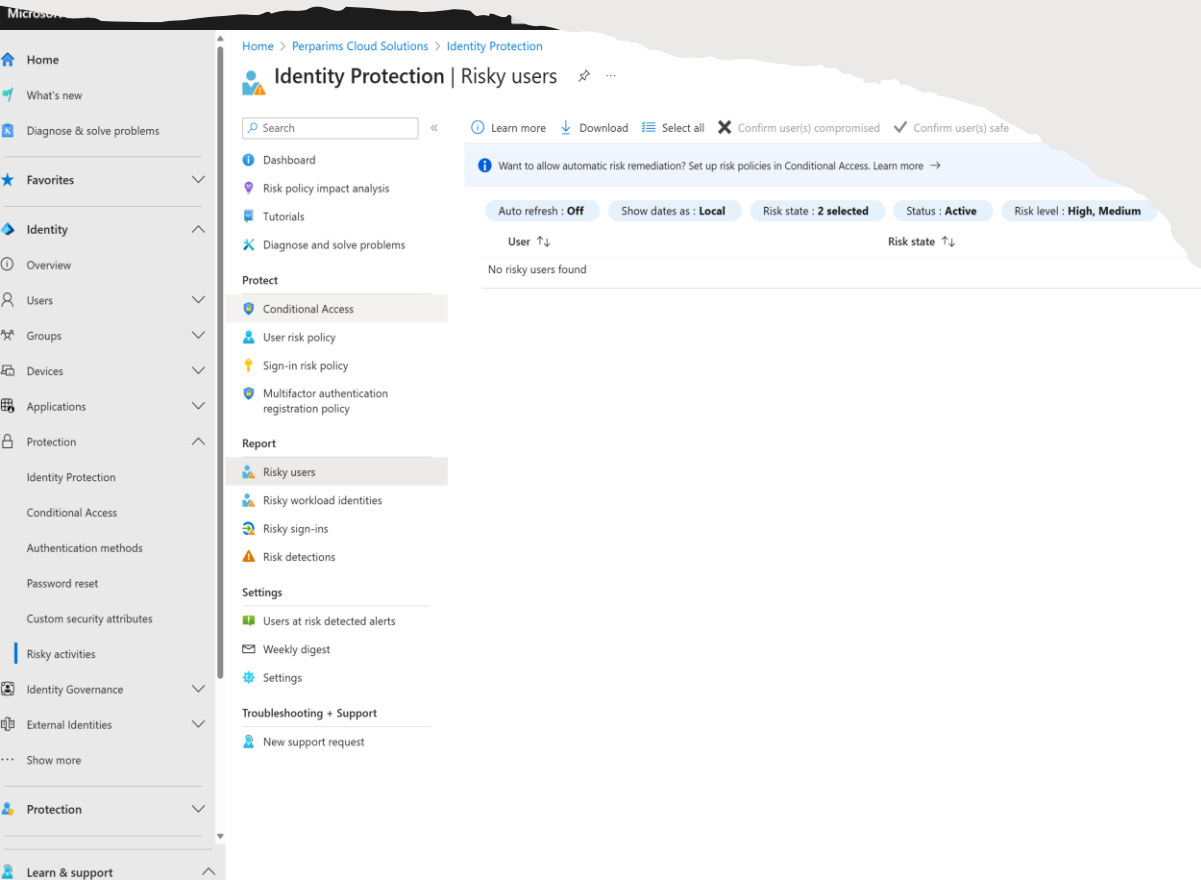 Microsoft
Home
What's new
Diagnose & solve problems
Favorites
Identity
Overview
Users
Groups
Devices
Applications
Protection
Identity Protection
Conditional Access
Authentication methods
Password reset
Custom security attributes
Risky activities
Identity Governance
External Identities
Show more
Protection
Learn & support
Home > Perparims Cloud Solutions > Identity Protection
Identity Protection | Risky users
Search
Dashboard
Risk policy impact analysis
Tutorials
Diagnose and solve problems
Protect
Conditional Access
User risk policy
Sign-in risk policy
Multifactor authentication
registration policy
Report
Risky users
Risky workload identities
Risky sign-ins
Risk detections
Settings
Users at risk detected alerts
Weekly digest
Settings
Troubleshooting + Support
New support request
Learn more Download Select all Confirm user(s) compromised Confirm user(s) safe
Want to allow automatic risk remediation? Set up risk policies in Conditional Access. Learn more →
Auto refresh : Off Show dates as : Local Risk state : 2 selected Status : Active Risk level : High, Medium
User ↑↓ Risk state ↑↓
No risky users found